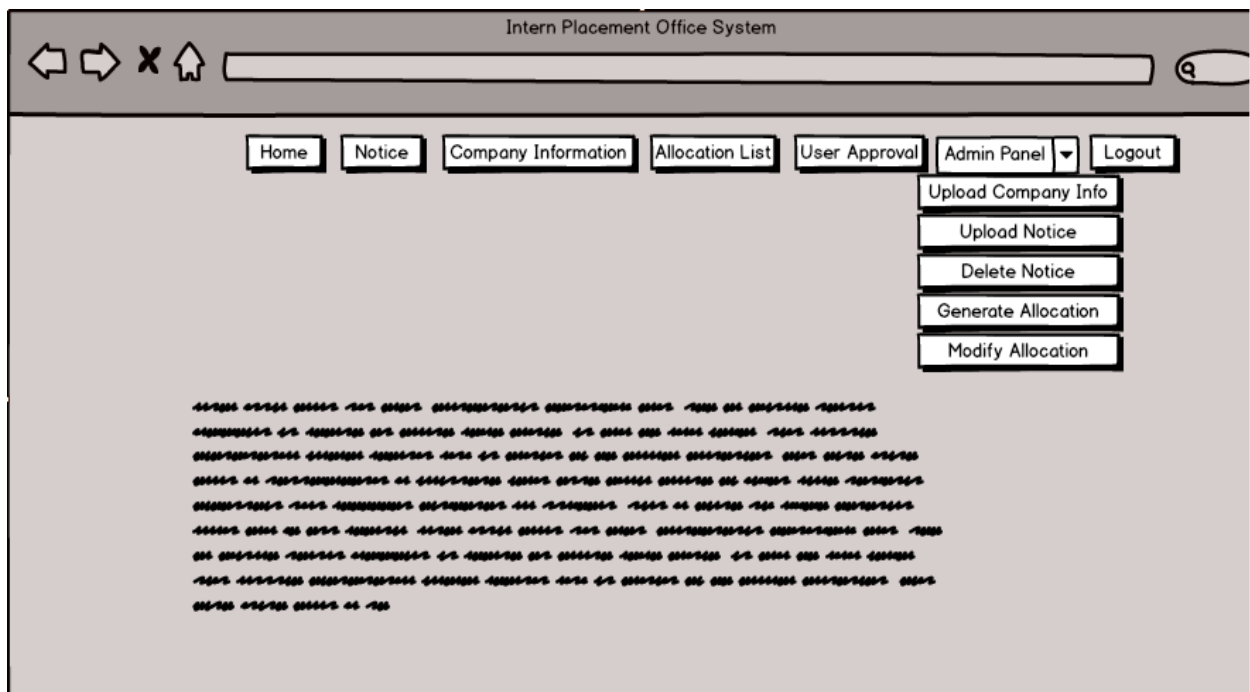 Intern Placement Office System
Home Notice Company Information Allocation List User Approval Admin Panel Logout
Upload Company Info
Upload Notice
Delete Notice
Generate Allocation
Modify Allocation